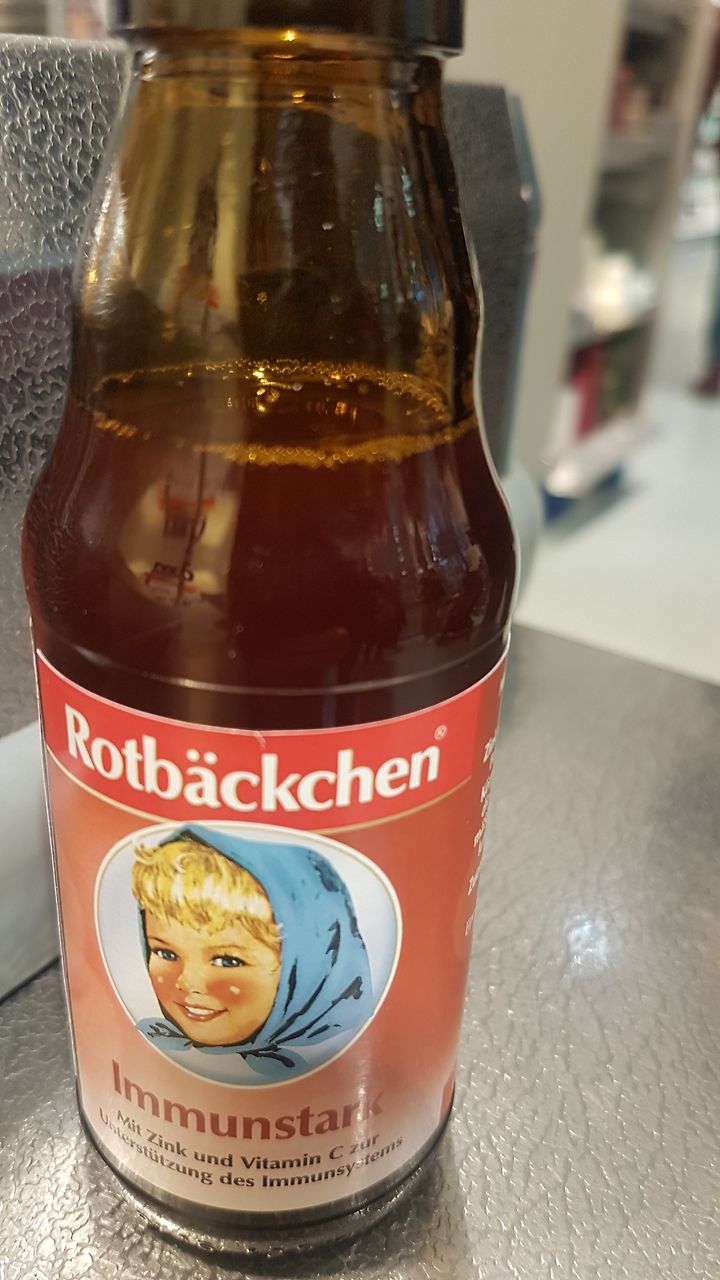 Rotbäckchen®
Immunstark
Mit Zink und Vitamin C zur
Unterstützung des Immunsystems